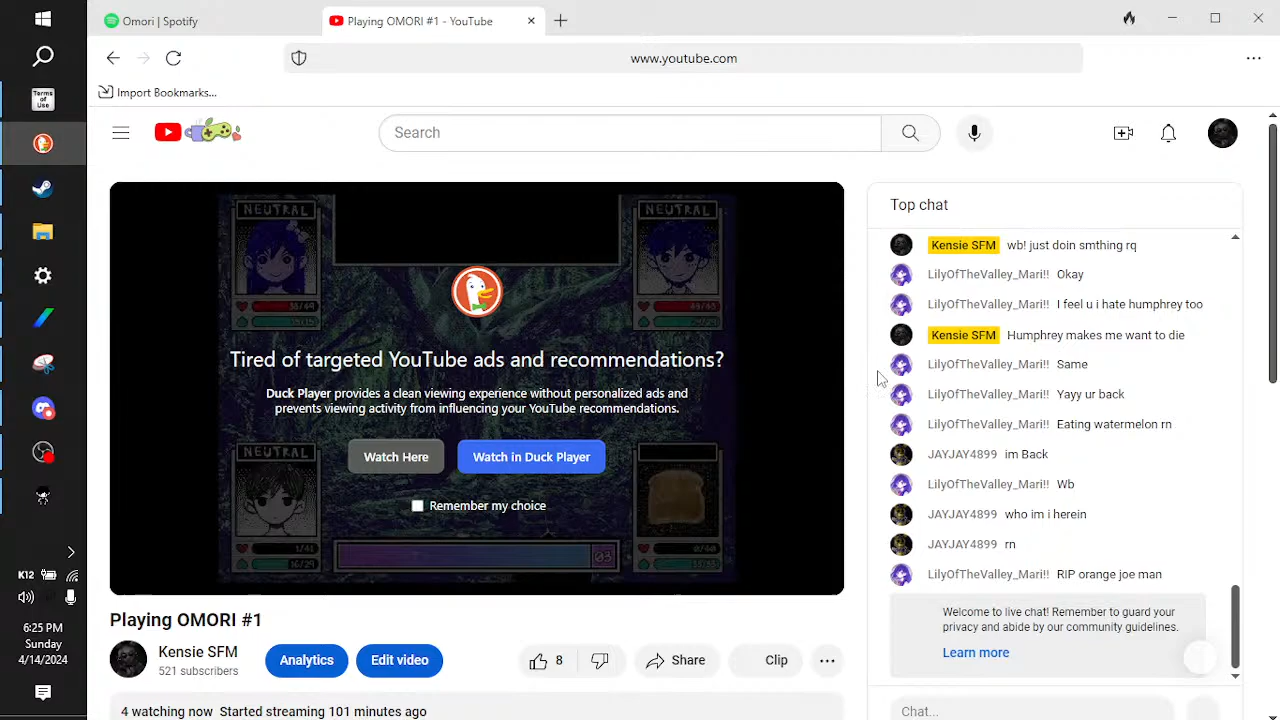 Omori | Spotify
Playing OMORI #1 - YouTube
www.youtube.com
Import Bookmarks...
Terms of Use
Search
NEUTRAL
NEUTRAL
Tired of targeted YouTube ads and recommendations?
Duck Player provides a clean viewing experience without personalized ads and
prevents viewing activity from influencing your YouTube recommendations.
Watch Here
Watch in Duck Player
Remember my choice
NEUTRAL
03
Playing OMORI #1
Kensie SFM
521 subscribers
Analytics
Edit video
8
Share
Clip
4 watching now Started streaming 101 minutes ago
Top chat
Kensie SFM wb! just doin smthing rq
LilyOfTheValley_Mari!! Okay
LilyOfTheValley_Mari!! I feel u i hate humphrey too
Kensie SFM Humphrey makes me want to die
LilyOfTheValley_Mari!! Same
LilyOfTheValley_Mari!! Yayy ur back
LilyOfTheValley_Mari!! Eating watermelon rn
JAYJAY4899 im Back
LilyOfTheValley_Mari!! Wb
JAYJAY4899 who im i herein
JAYJAY4899 rn
LilyOfTheValley_Mari!! RIP orange joe man
Welcome to live chat! Remember to guard your
privacy and abide by our community guidelines.
Learn more
Chat...
K12
6:25 PM
Sunday
4/14/2024